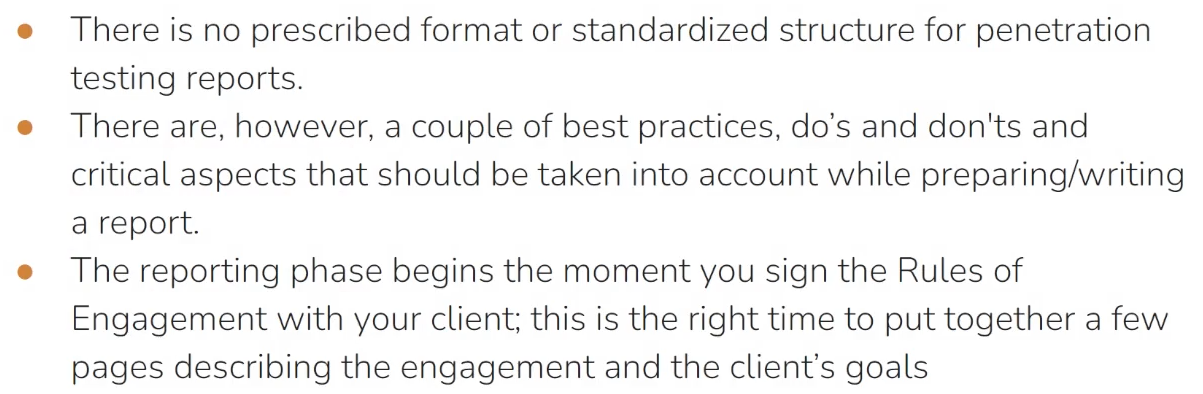 • There is no prescribed format or standardized structure for penetration
testing reports.
• There are, however, a couple of best practices, do’s and don'ts and
critical aspects that should be taken into account while preparing/writing
a report.
• The reporting phase begins the moment you sign the Rules of
Engagement with your client; this is the right time to put together a few
pages describing the engagement and the client’s goals